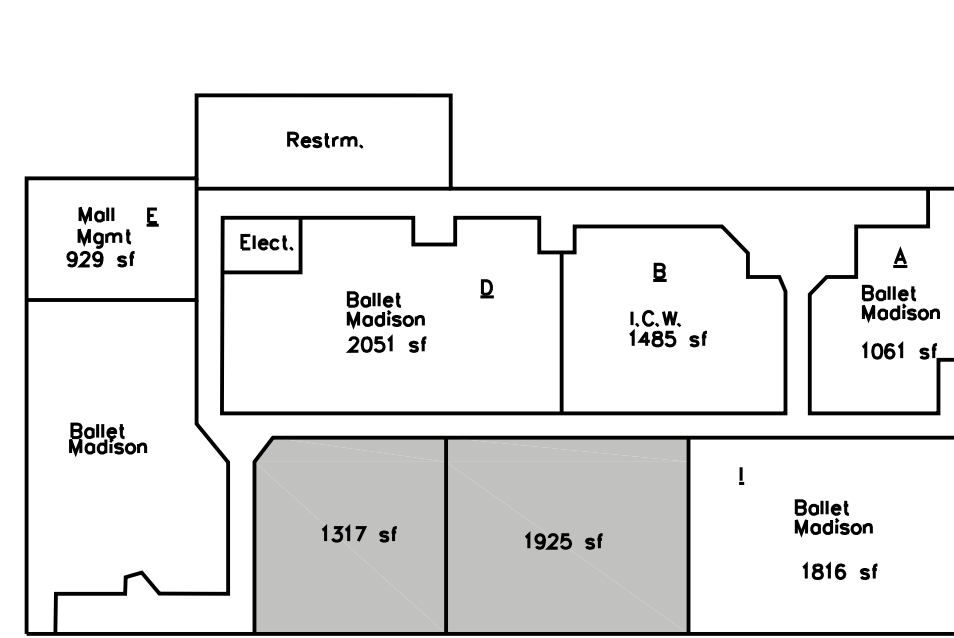 Restrm.
Mall E
Mgmt
929 sf
Elect.
Ballet
Madison
2051 sf
D
B
I.C.W.
1485 sf
A
Ballet
Madison
1061 sf
Ballet
Madison
1317 sf
1925 sf
I
Ballet
Madison
1816 sf